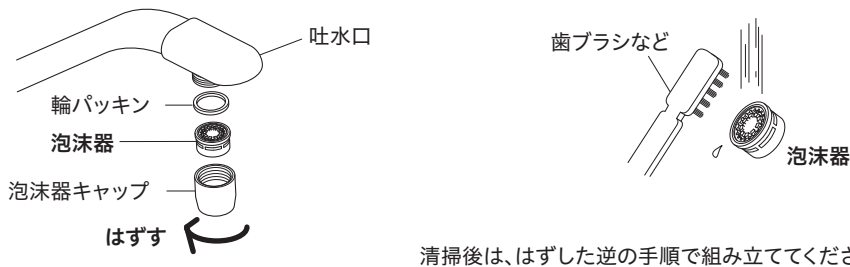 吐水口
輪パッキン
泡沫器
泡沫器キャップ
はずす
歯ブラシなど
泡沫器
清掃後は、はずした逆の手順で組み立ててくださ